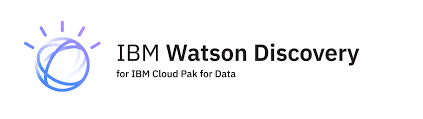 IBM Watson Discovery
for IBM Cloud Pak for Data